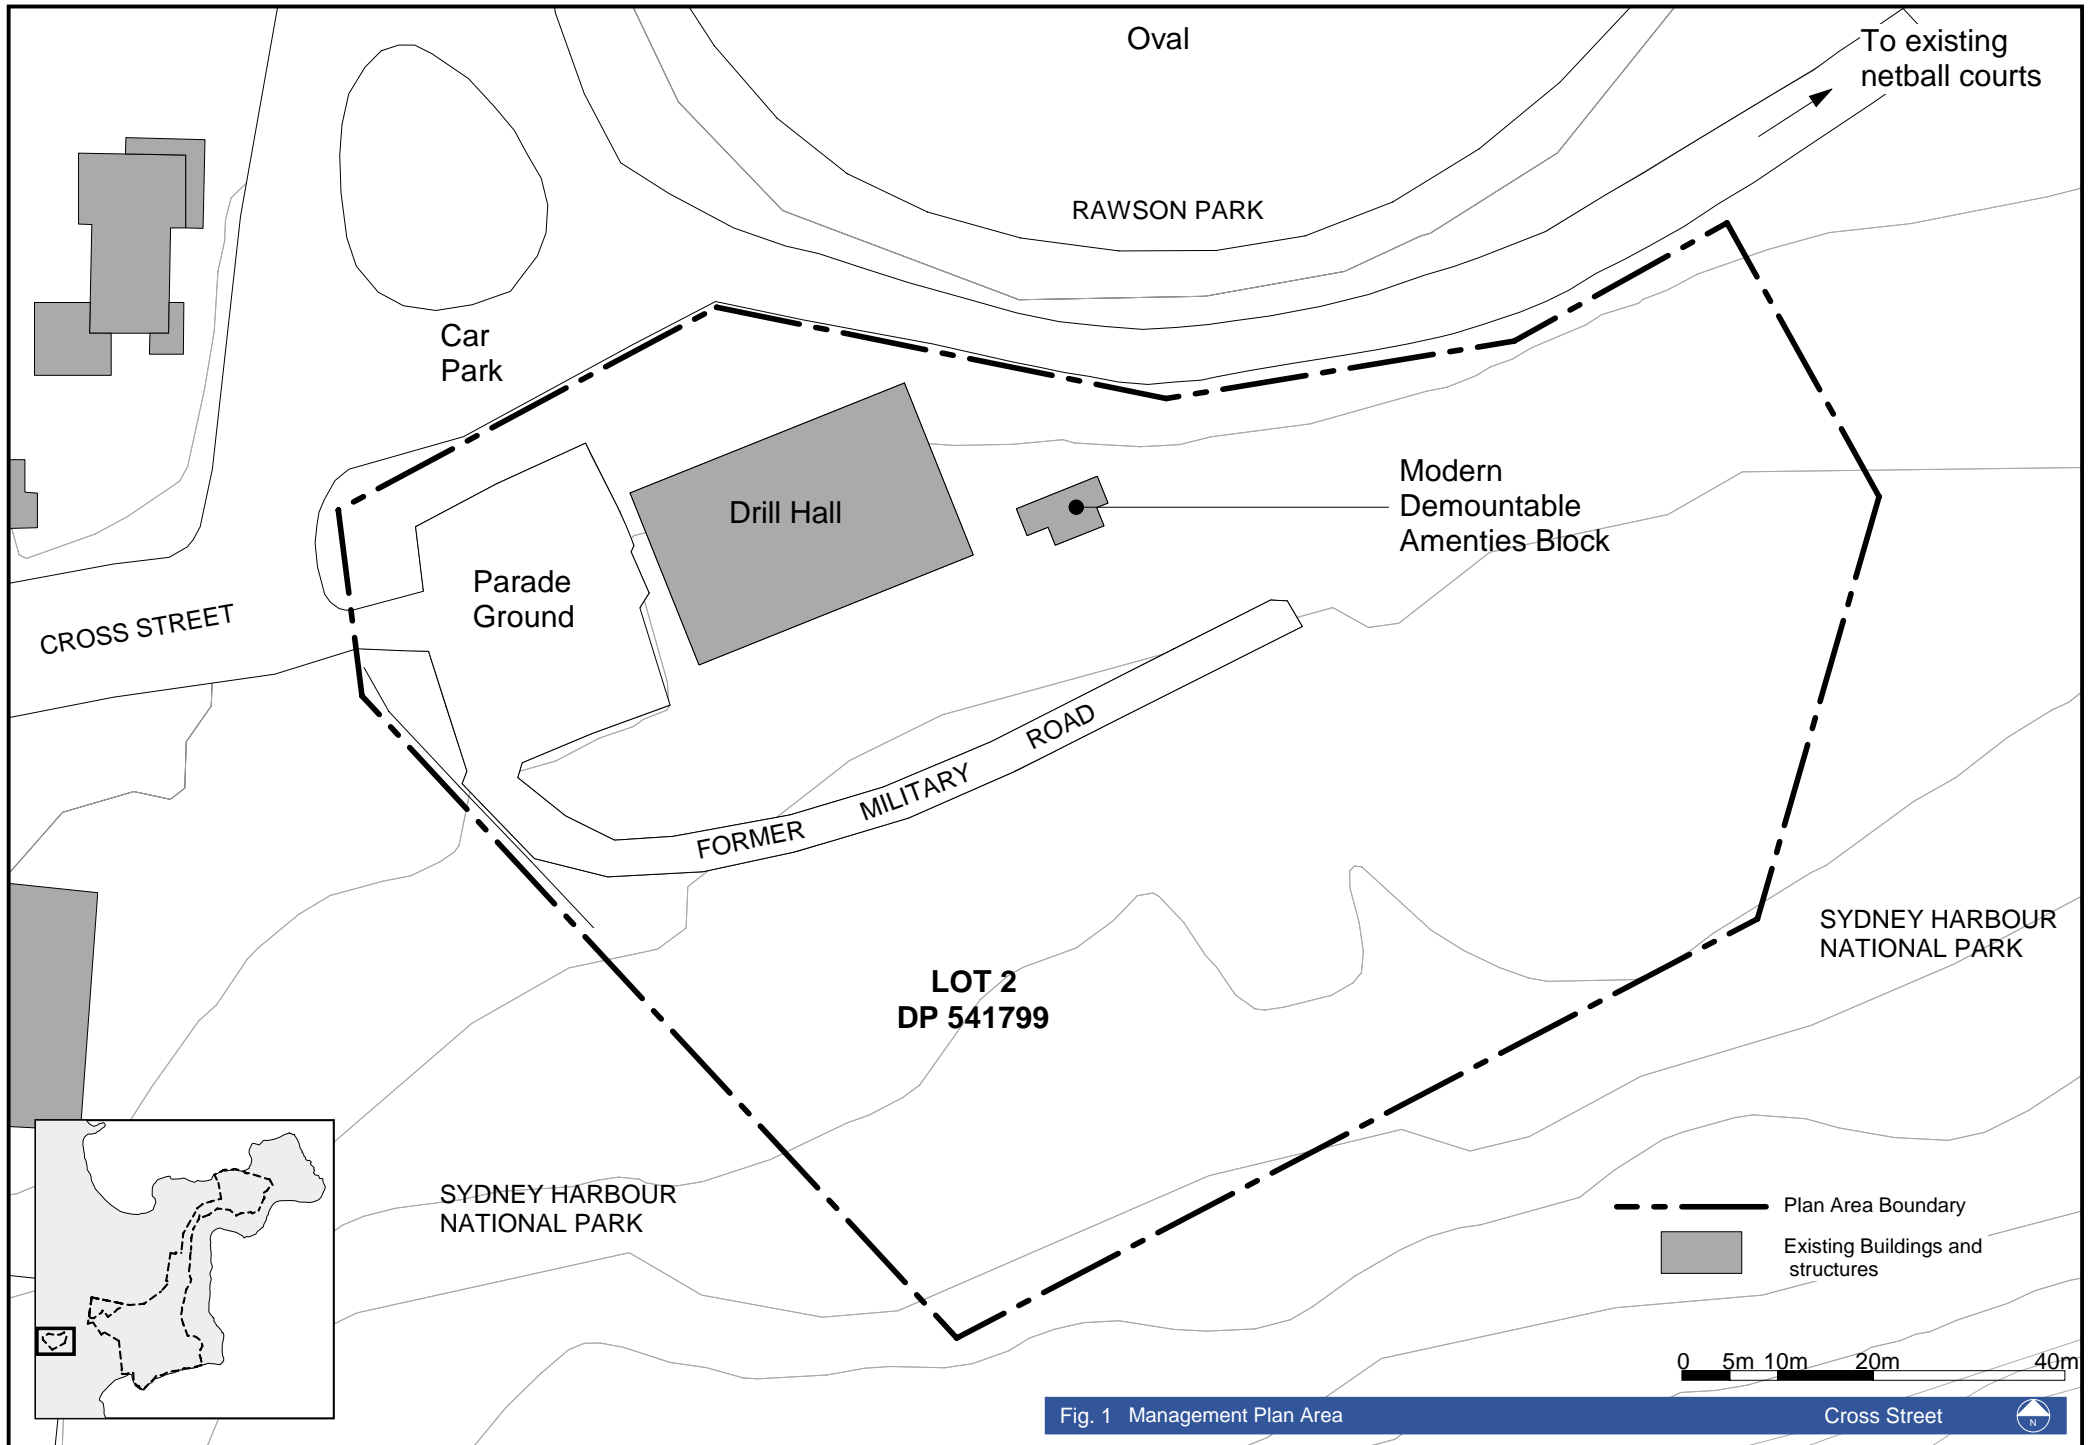 Oval
To existing
netball courts
RAWSON PARK
Car
Park
Modern
Demountable
Amenties Block
Drill Hall
Parade
Ground
CROSS STREET
FORMER MILITARY ROAD
SYDNEY HARBOUR
NATIONAL PARK
LOT 2
DP 541799
SYDNEY HARBOUR
NATIONAL PARK
Plan Area Boundary
Existing Buildings and
structures
0 5m 10m 20m 40m
Fig. 1 Management Plan Area Cross Street
N